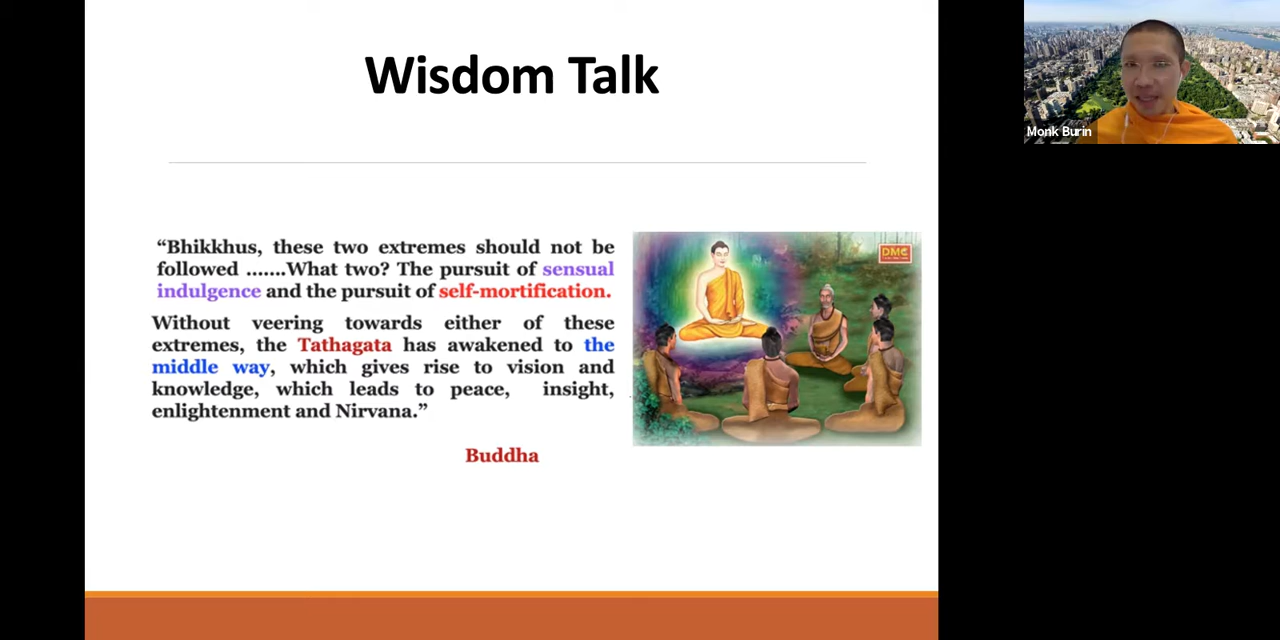 Wisdom Talk
“Bhikkhus, these two extremes should not be
followed .......What two? The pursuit of sensual
indulgence and the pursuit of self-mortification.
Without veering towards either of these
extremes, the Tathagata has awakened to the
middle way, which gives rise to vision and
knowledge, which leads to peace, insight,
enlightenment and Nirvana.”
Buddha
DMC
Monk Burin